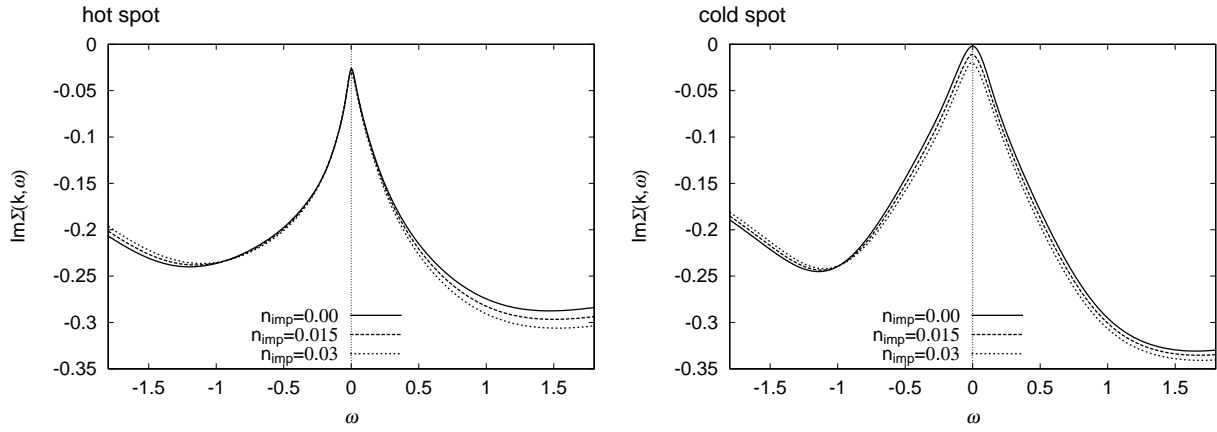 hot spot
0
-0.05
-0.1
-0.15
-0.2
-0.25
-0.3
-0.35
ImΣ(k,ω)
n_imp=0.00
n_imp=0.015
n_imp=0.03
-1.5 -1 -0.5 0 0.5 1 1.5
ω
cold spot
0
-0.05
-0.1
-0.15
-0.2
-0.25
-0.3
-0.35
ImΣ(k,ω)
n_imp=0.00
n_imp=0.015
n_imp=0.03
-1.5 -1 -0.5 0 0.5 1 1.5
ω